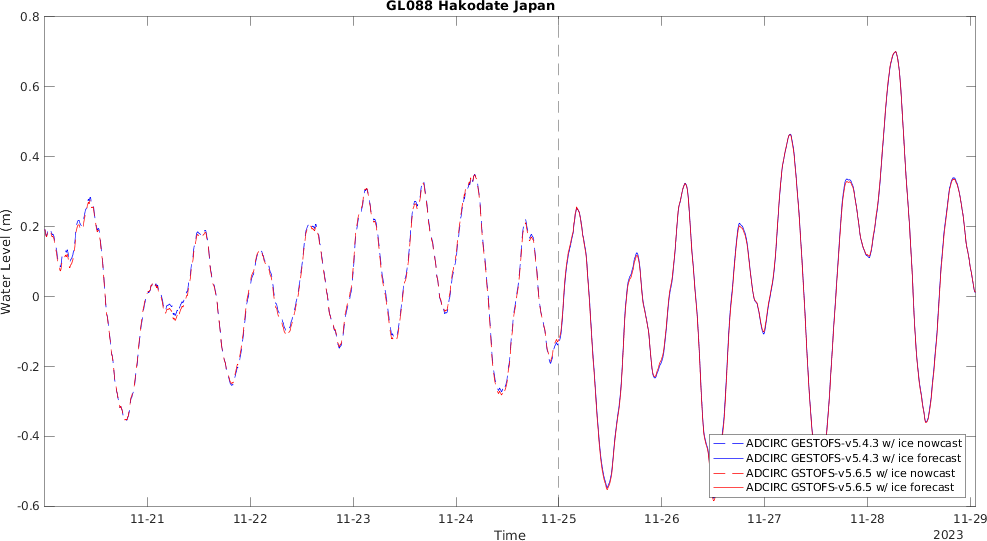 GL088 Hakodate Japan
0.8
0.6
0.4
0.2
0
-0.2
-0.4
-0.6
Water Level (m)
ADCIRC GESTOFS-v5.4.3 w/ ice nowcast
ADCIRC GESTOFS-v5.4.3 w/ ice forecast
ADCIRC GSTOFS-v5.6.5 w/ ice nowcast
ADCIRC GSTOFS-v5.6.5 w/ ice forecast
11-21 11-22 11-23 11-24 11-25 11-26 11-27 11-28 11-29
Time
2023